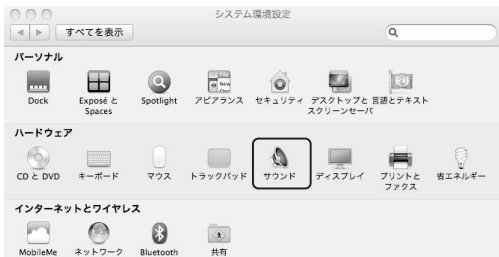 システム環境設定
すべてを表示
パーソナル
Dock Exposé と Spaces Spotlight アピアランス セキュリティ デスクトップと スクリーンセーバ 言語とテキスト
ハードウェア
CD と DVD キーボード マウス トラックパッド サウンド ディスプレイ プリントと ファクス 省エネルギー
インターネットとワイヤレス
MobileMe ネットワーク Bluetooth 共有